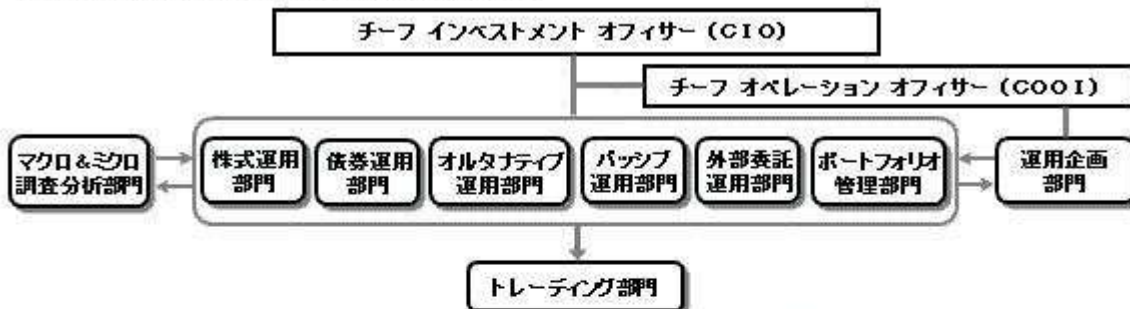 チーフ インベストメント オフィサー (CIO)
チーフ オペレーション オフィサー (COOI)
マクロ&ミクロ
調査分析部門
株式運用
部門
債券運用
部門
オルタナティブ
運用部門
パッシブ
運用部門
外部委託
運用部門
ポートフォリオ
管理部門
運用企画
部門
トレーディング部門